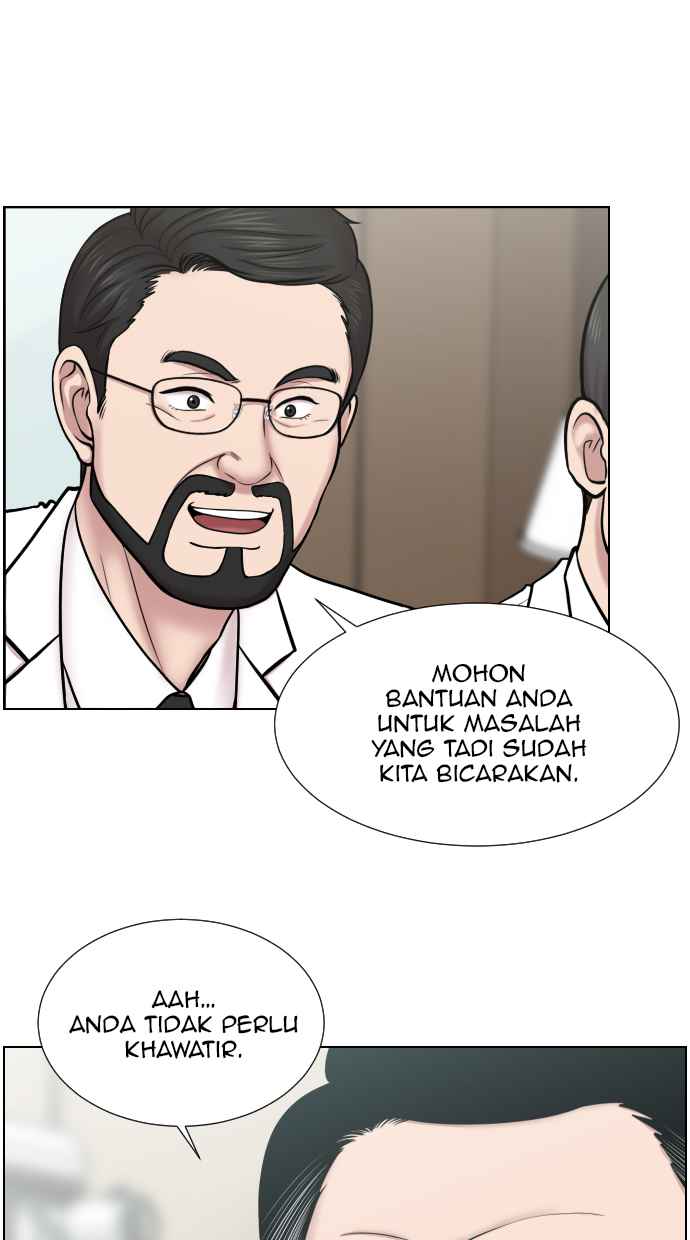 MOHON
BANTUAN ANDA
UNTUK MASALAH
YANG TADI SUDAH
KITA BICARAKAN.
AAH...
ANDA TIDAK PERLU
KHAWATIR.